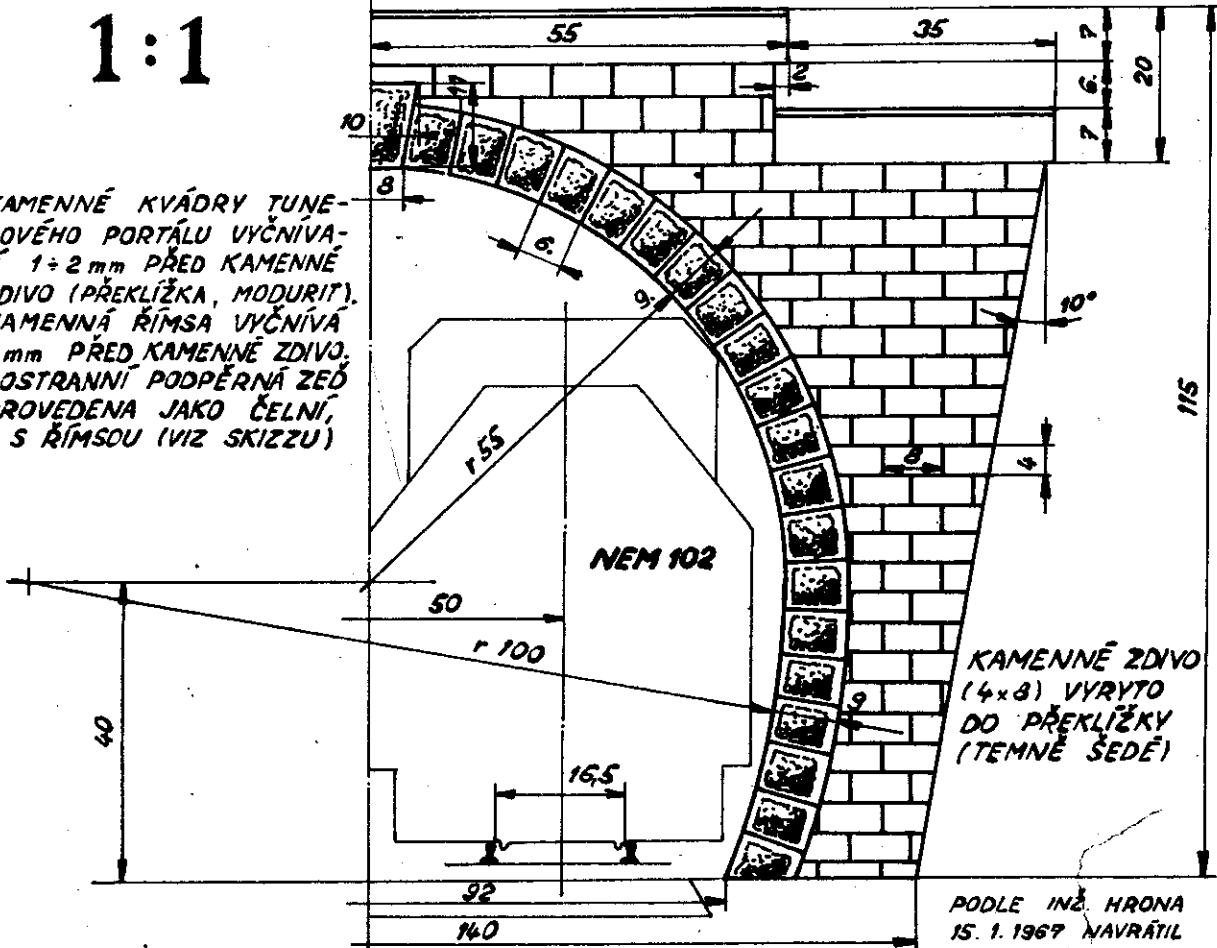 1:1
55
35
7
6.
7
20
2
11
10
8
KAMENNÉ KVÁDRY TUNE-
OVÉHO PORTÁLU VYČNÍVA-
Í 1÷2 mm PŘED KAMENNÉ
DIVO (PŘEKLÍŽKA, MODURIT).
KAMENNÁ ŘÍMSA VYČNÍVÁ
mm PŘED KAMENNÉ ZDIVO.
OSTRANNÍ PODPĚRNÁ ZEĎ
ROVEDENA JAKO ČELNÍ,
S ŘÍMSOU (VIZ SKIZZU)
6.
9.
10°
115
r 55
8
4
NEM 102
50
r 100
40
9
KAMENNÉ ZDIVO
(4×8) VYRYTO
DO PŘEKLÍŽKY
(TEMNĚ ŠEDÉ)
16,5
92
140
PODLE INŽ. HRONA
15. 1. 1967 NAVRÁTIL